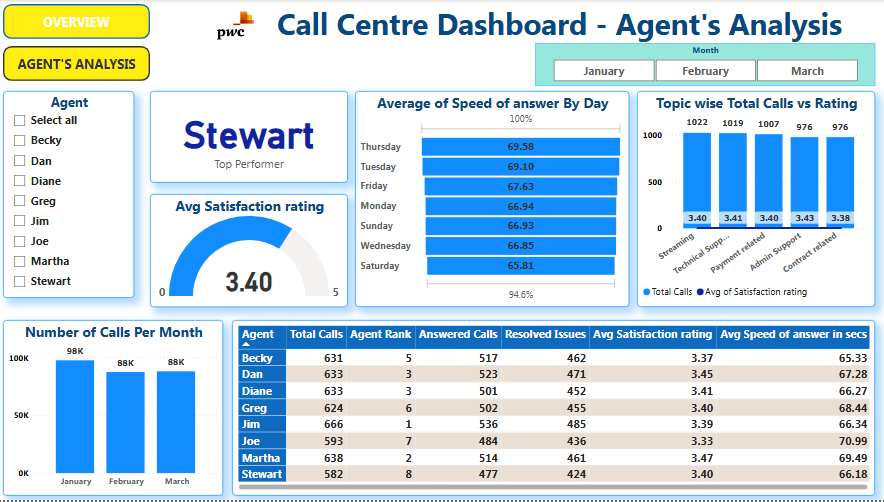 OVERVIEW
AGENT'S ANALYSIS
pwc
Call Centre Dashboard - Agent's Analysis
Month
January February March
Agent
Select all
Becky
Dan
Diane
Greg
Jim
Joe
Martha
Stewart
Stewart
Top Performer
Avg Satisfaction rating
3.40
0 5
Average of Speed of answer By Day
100%
Thursday 69.58
Tuesday 69.10
Friday 67.63
Monday 66.94
Sunday 66.93
Wednesday 66.85
Saturday 65.81
94.6%
Topic wise Total Calls vs Rating
1022 1019 1007 976 976
1000
500
0
3.40 3.41 3.40 3.43 3.38
Streaming Technical Supp... Payment related Admin Support Contract related
Total Calls Avg of Satisfaction rating
Number of Calls Per Month
98K 88K 88K
100K
50K
0K
January February March
Agent Total Calls Agent Rank Answered Calls Resolved Issues Avg Satisfaction rating Avg Speed of answer in secs
Becky 631 5 517 462 3.37 65.33
Dan 633 3 523 471 3.45 67.28
Diane 633 3 501 452 3.41 66.27
Greg 624 6 502 455 3.40 68.44
Jim 666 1 536 485 3.39 66.34
Joe 593 7 484 436 3.33 70.99
Martha 638 2 514 461 3.47 69.49
Stewart 582 8 477 424 3.40 66.18